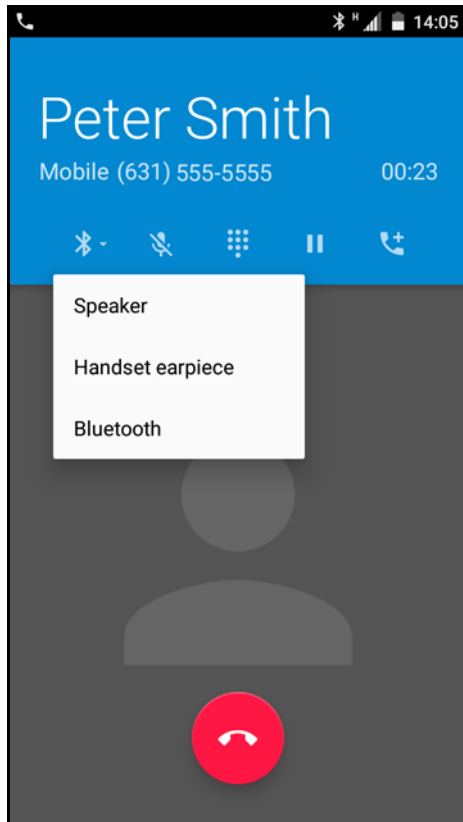 H 14:05
Peter Smith
Mobile (631) 555-5555 00:23
Speaker
Handset earpiece
Bluetooth